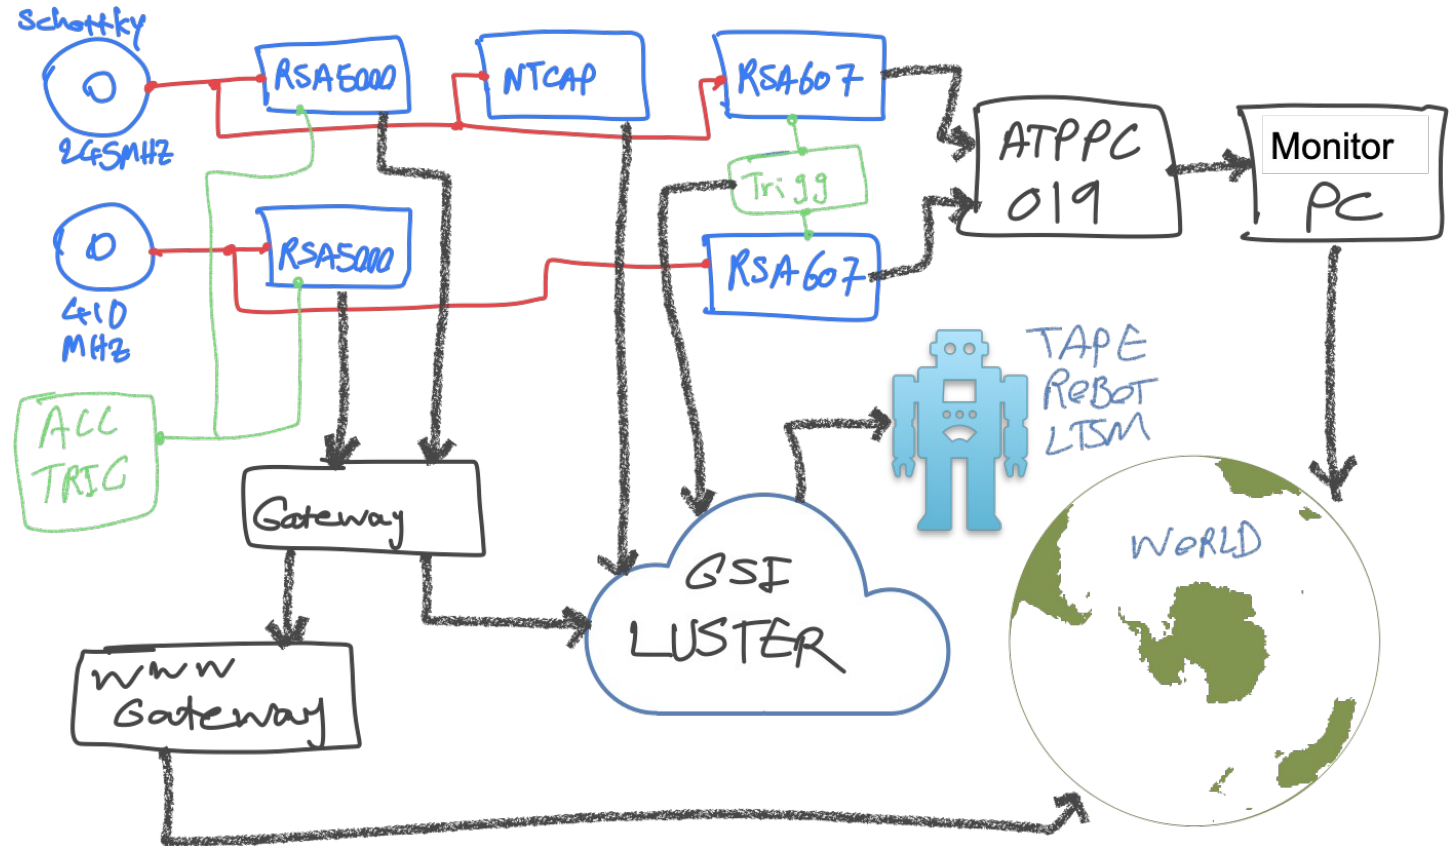 Schottky
245MHZ
RSA5000
NTCAP
RSA607
Trigg
RSA607
ATPPC
019
Monitor
PC
410
MHZ
RSA5000
ACC
TRIG
Gateway
www
Gateway
GSI
LUSTER
TAPE
ReBOT
LTSM
WORLD